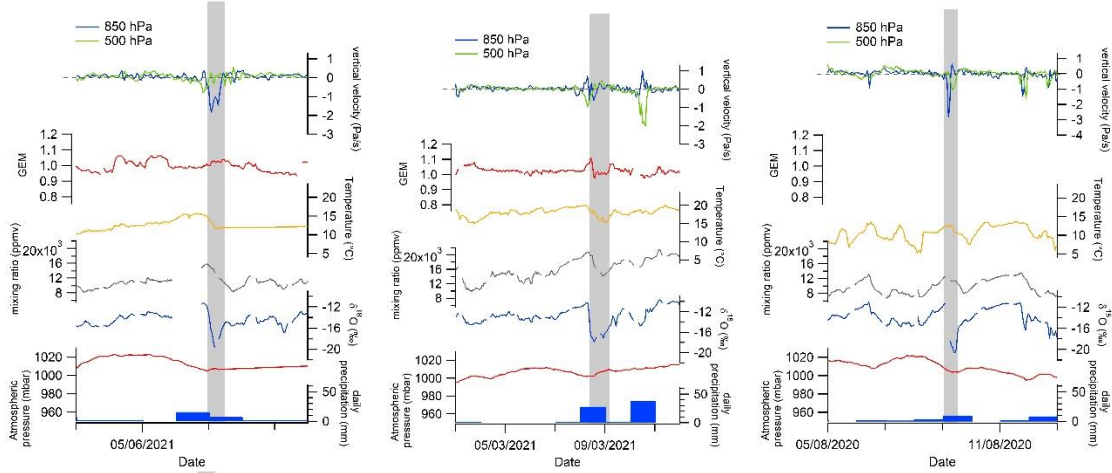 850 hPa
500 hPa
1
0
-1
-2
-3
vertical velocity (Pa/s)
1.2
1.1
1.0
0.9
0.8
GEM
20
15
10
5
Temperature (°C)
20x10³
16
12
8
mixing ratio (ppmv)
-12
-16
-20
δ¹⁸O (‰)
1020
1000
980
960
Atmospheric pressure (mbar)
50
0
daily precipitation (mm)
05/06/2021
Date
850 hPa
500 hPa
1
0
-1
-2
-3
vertical velocity (Pa/s)
1.2
1.1
1.0
0.9
0.8
GEM
20
15
10
5
Temperature (°C)
20x10³
16
12
8
mixing ratio (ppmv)
-12
-16
-20
δ¹⁸O (‰)
1020
1000
980
960
Atmospheric pressure (mbar)
50
0
daily precipitation (mm)
05/03/2021
09/03/2021
Date
850 hPa
500 hPa
1
0
-1
-2
-3
-4
vertical velocity (Pa/s)
1.2
1.1
1.0
0.9
0.8
GEM
20
15
10
5
Temperature (°C)
20x10³
16
12
8
mixing ratio (ppmv)
-12
-16
-20
δ¹⁸O (‰)
1020
1000
980
960
Atmospheric pressure (mbar)
50
0
daily precipitation (mm)
05/08/2020
11/08/2020
Date